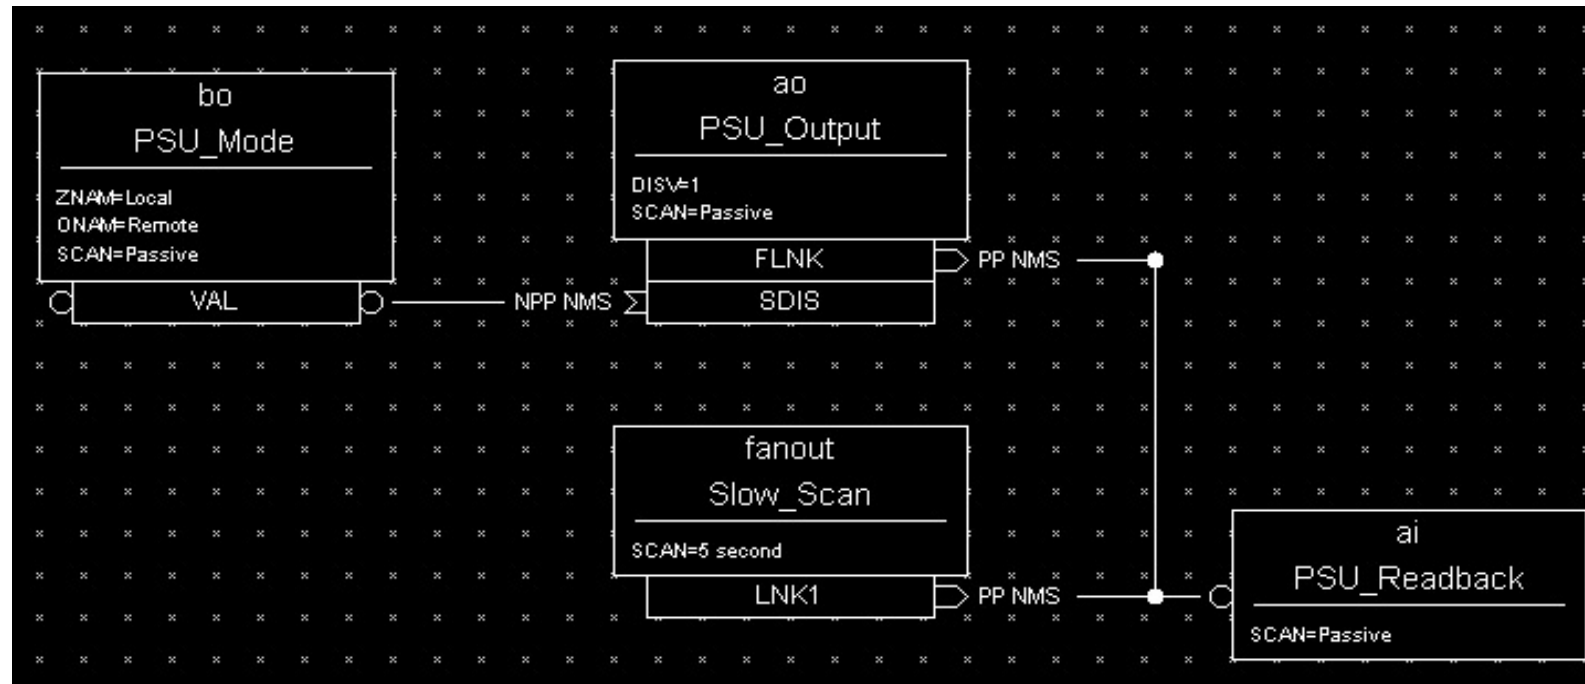 bo
PSU_Mode
ZNAM=Local
ONAM=Remote
SCAN=Passive
VAL
NPP NMS
ao
PSU_Output
DISV=1
SCAN=Passive
FLNK
PP NMS
SDIS
fanout
Slow_Scan
SCAN=5 second
LNK1
PP NMS
ai
PSU_Readback
SCAN=Passive